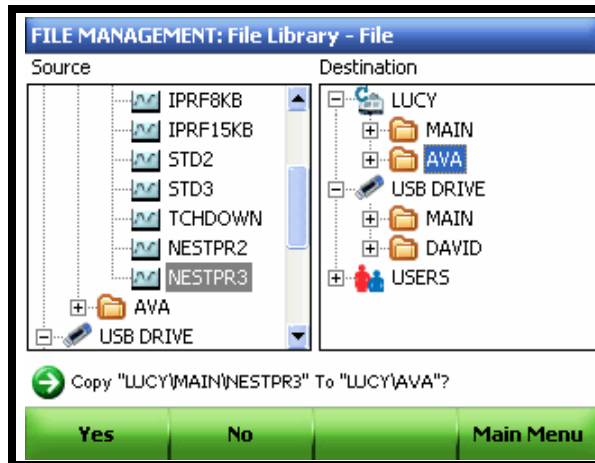 FILE MANAGEMENT: File Library - File
Source
Destination
IPRF8KB
IPRF15KB
STD2
STD3
TCHDOWN
NESTPR2
NESTPR3
AVA
USB DRIVE
LUCY
MAIN
AVA
USB DRIVE
MAIN
DAVID
USERS
Copy "LUCY\MAIN\NESTPR3" To "LUCY\AVA"?
Yes
No
Main Menu